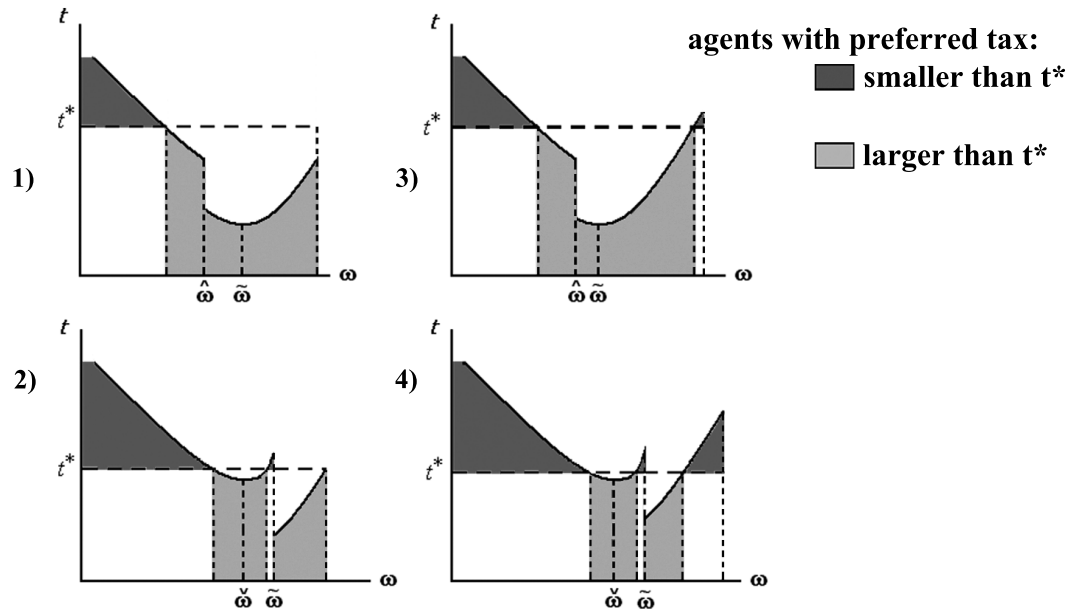 t
t*
1)
ω
ω̂
ω̃
t
t*
3)
ω
ω̂
ω̃
agents with preferred tax:
smaller than t*
larger than t*
t
2)
t*
ω
ω̌
ω̃
t
4)
t*
ω
ω̌
ω̃